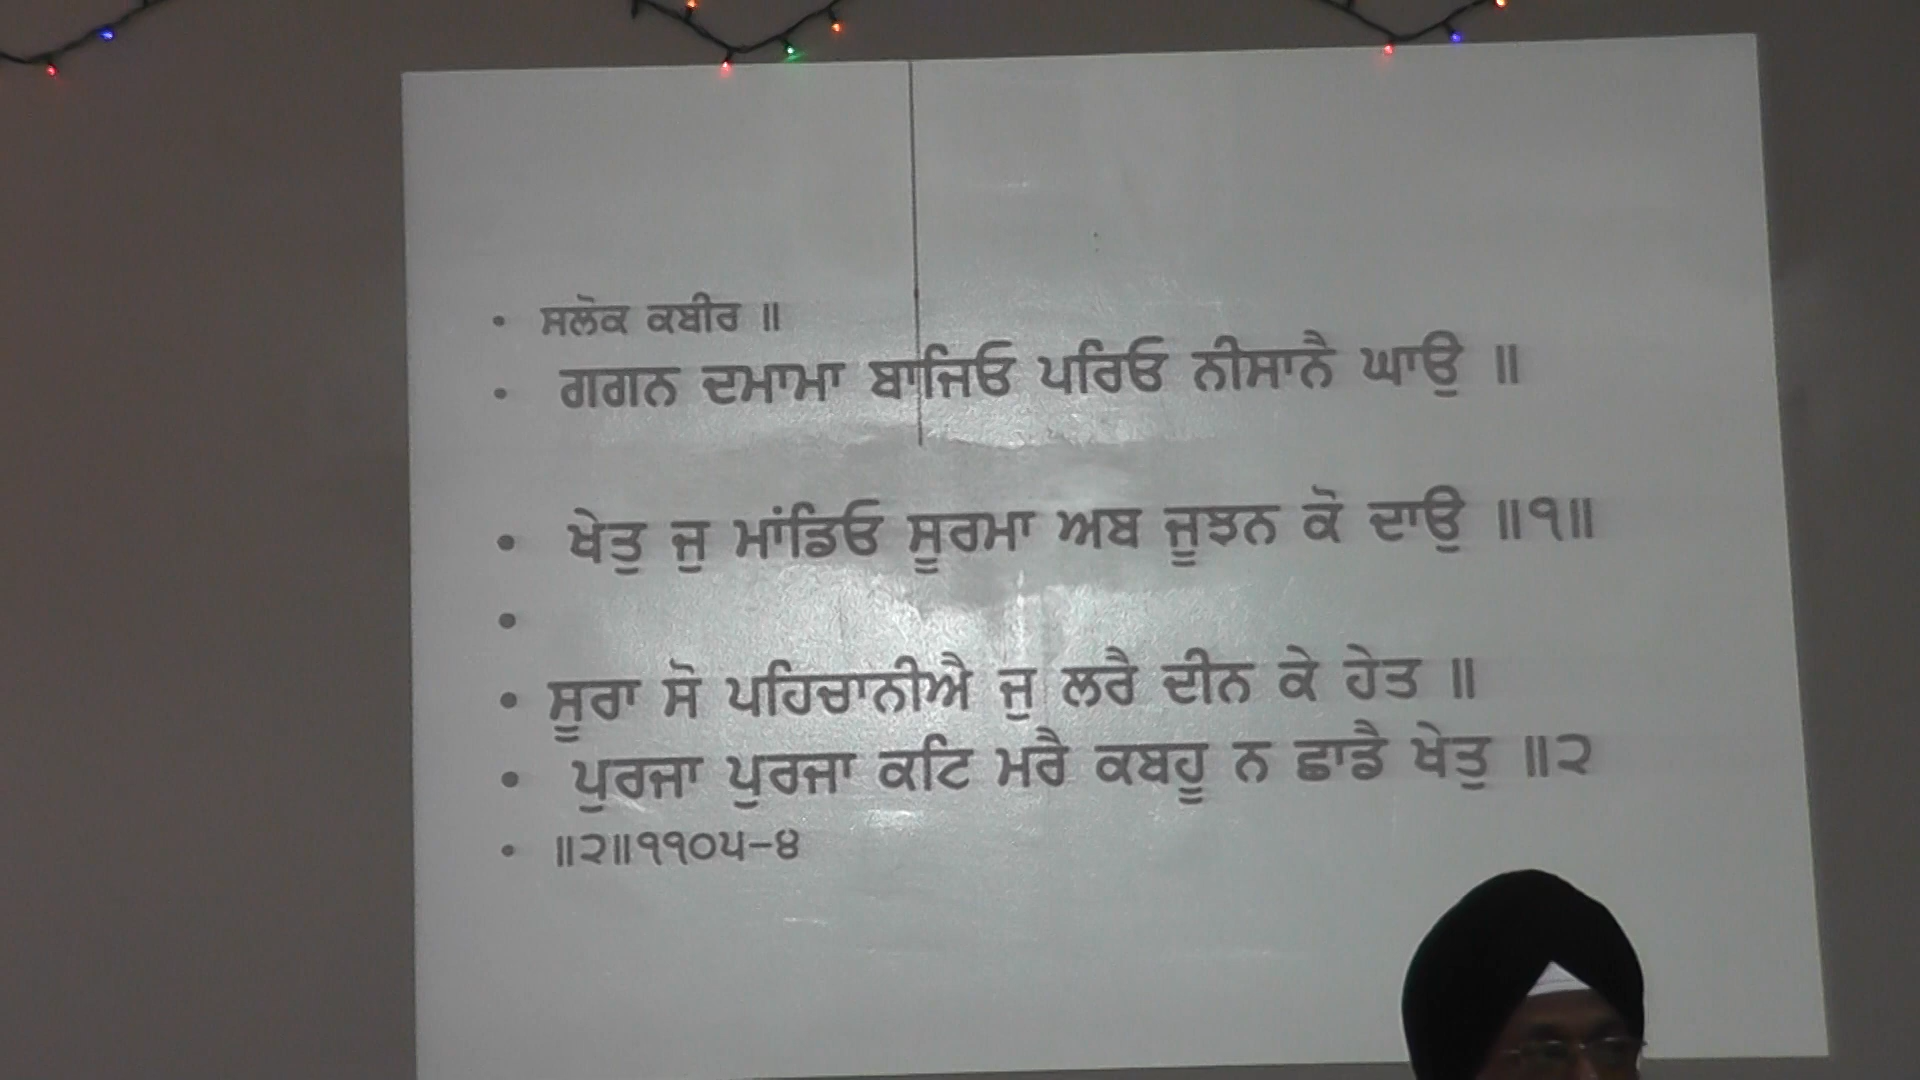 ਸਲੋਕ ਕਬੀਰ ॥
ਗਗਨ ਦਮਾਮਾ ਬਾਜਿਓ ਪਰਿਓ ਨੀਸਾਨੈ ਘਾਉ ॥
ਖੇਤੁ ਜੁ ਮਾਂਡਿਓ ਸੂਰਮਾ ਅਬ ਜੂਝਨ ਕੋ ਦਾਉ ॥੧॥
ਸੂਰਾ ਸੋ ਪਹਿਚਾਨੀਐ ਜੁ ਲਰੈ ਦੀਨ ਕੇ ਹੇਤ ॥
ਪੁਰਜਾ ਪੁਰਜਾ ਕਟਿ ਮਰੈ ਕਬਹੂ ਨ ਛਾਡੈ ਖੇਤੁ ॥੨
॥੨॥੧੧੦੫-੪